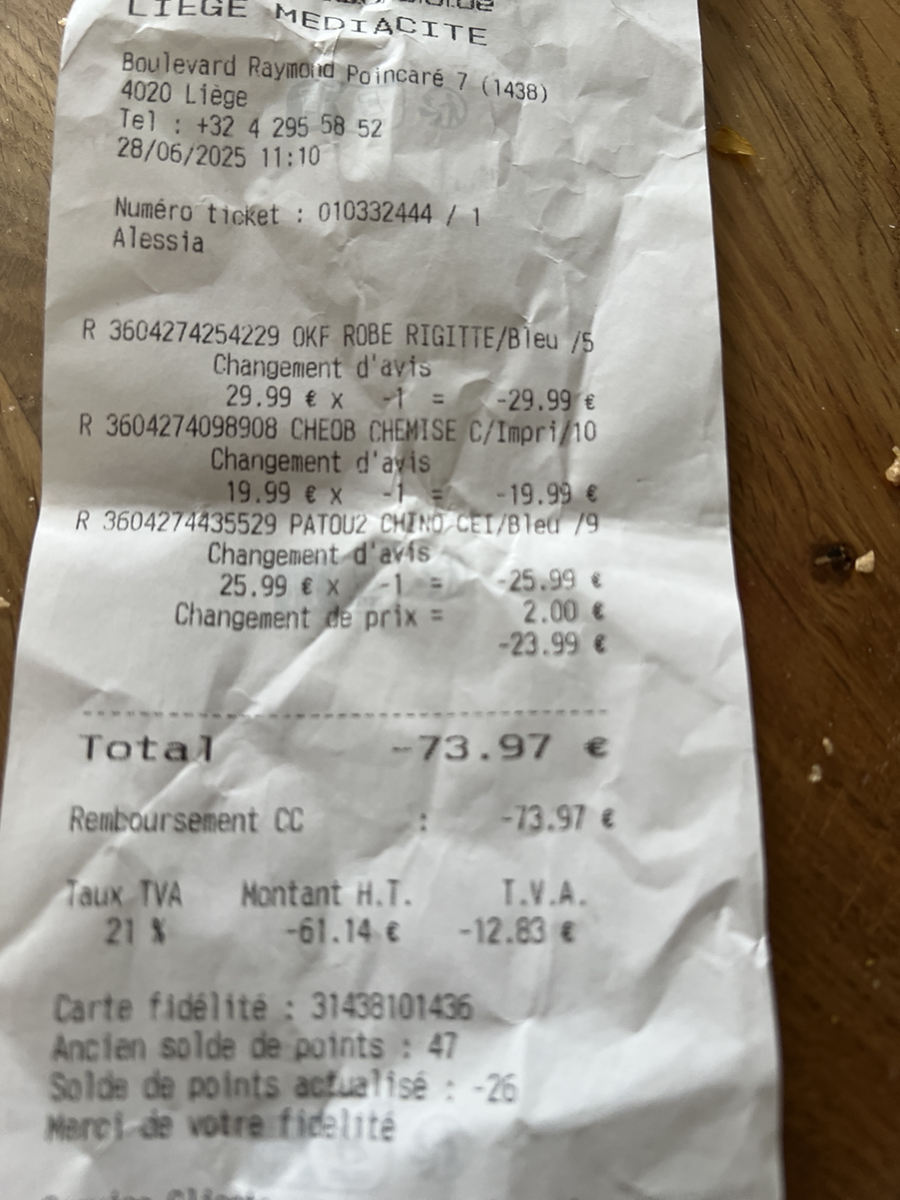 LIEGE MEDIACITE
Boulevard Raymond Poincaré 7 (1438)
4020 Liège
Tel : +32 4 295 58 52
28/06/2025 11:10
Numéro ticket : 010332444 / 1
Alessia
R 3604274254229 OKF ROBE RIGITTE/Bleu /5
Changement d'avis
29.99 € x -1 = -29.99 €
R 3604274098908 CHEOB CHEMISE C/Impri/10
Changement d'avis
19.99 € x -1 = -19.99 €
R 3604274435529 PATOU2 CHINO CEI/Bleu /9
Changement d'avis
25.99 € x -1 = -25.99 €
Changement de prix = 2.00 €
-23.99 €
Total -73.97 €
Remboursement CC : -73.97 €
Taux TVA Montant H.T. T.V.A.
21 % -61.14 € -12.83 €
Carte fidélité : 31438101436
Ancien solde de points : 47
Solde de points actualisé : -26
Merci de votre fidelité